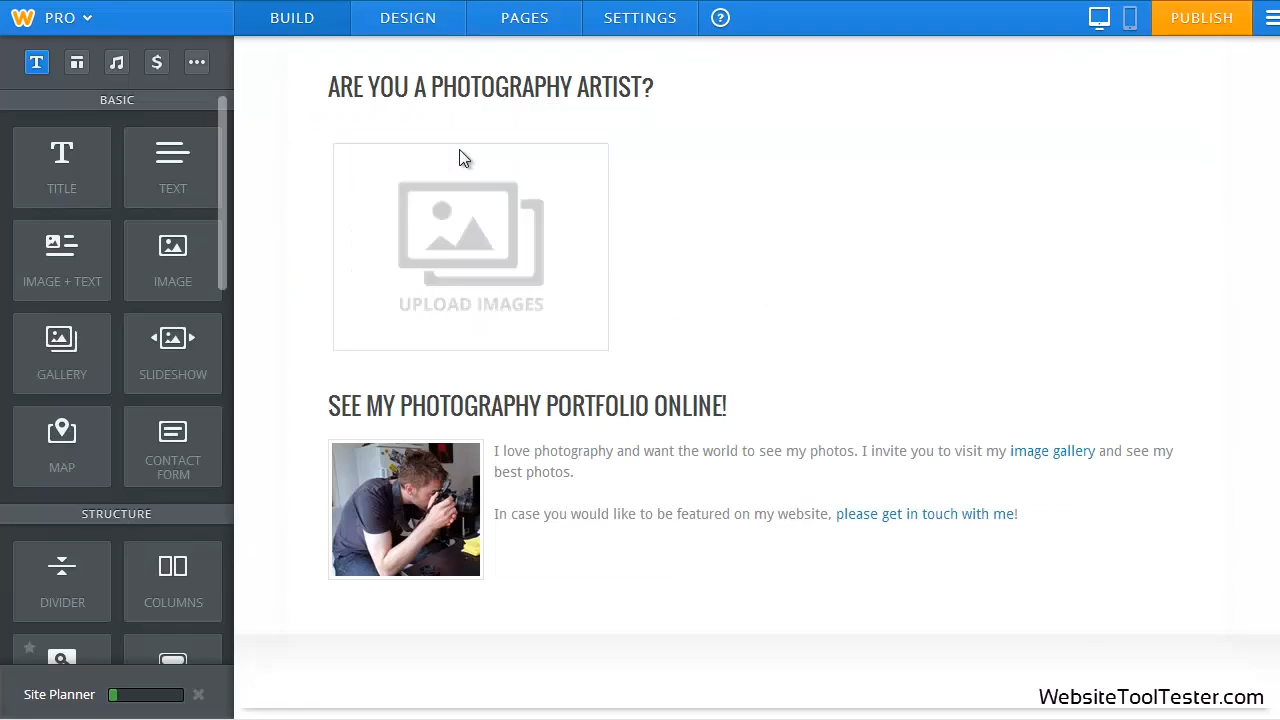 PRO
BUILD
DESIGN
PAGES
SETTINGS
?
PUBLISH
T
$
BASIC
T
TITLE
TEXT
IMAGE + TEXT
IMAGE
GALLERY
SLIDESHOW
MAP
CONTACT
FORM
STRUCTURE
DIVIDER
COLUMNS
Site Planner
ARE YOU A PHOTOGRAPHY ARTIST?
UPLOAD IMAGES
SEE MY PHOTOGRAPHY PORTFOLIO ONLINE!
I love photography and want the world to see my photos. I invite you to visit my image gallery and see my
best photos.
In case you would like to be featured on my website, please get in touch with me!
WebsiteToolTester.com